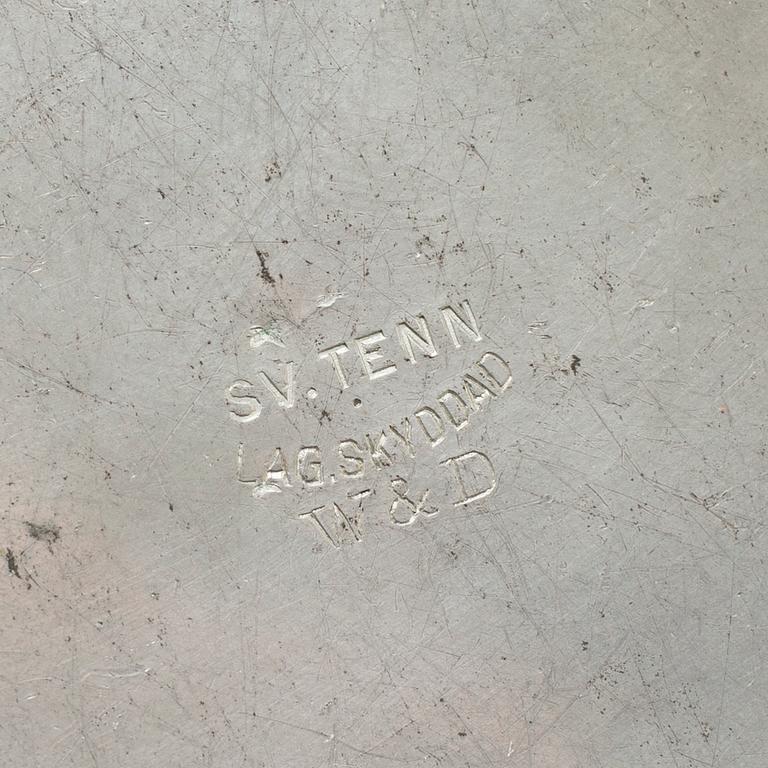 SV. TENN
LAG. SKYDDAD
W & D